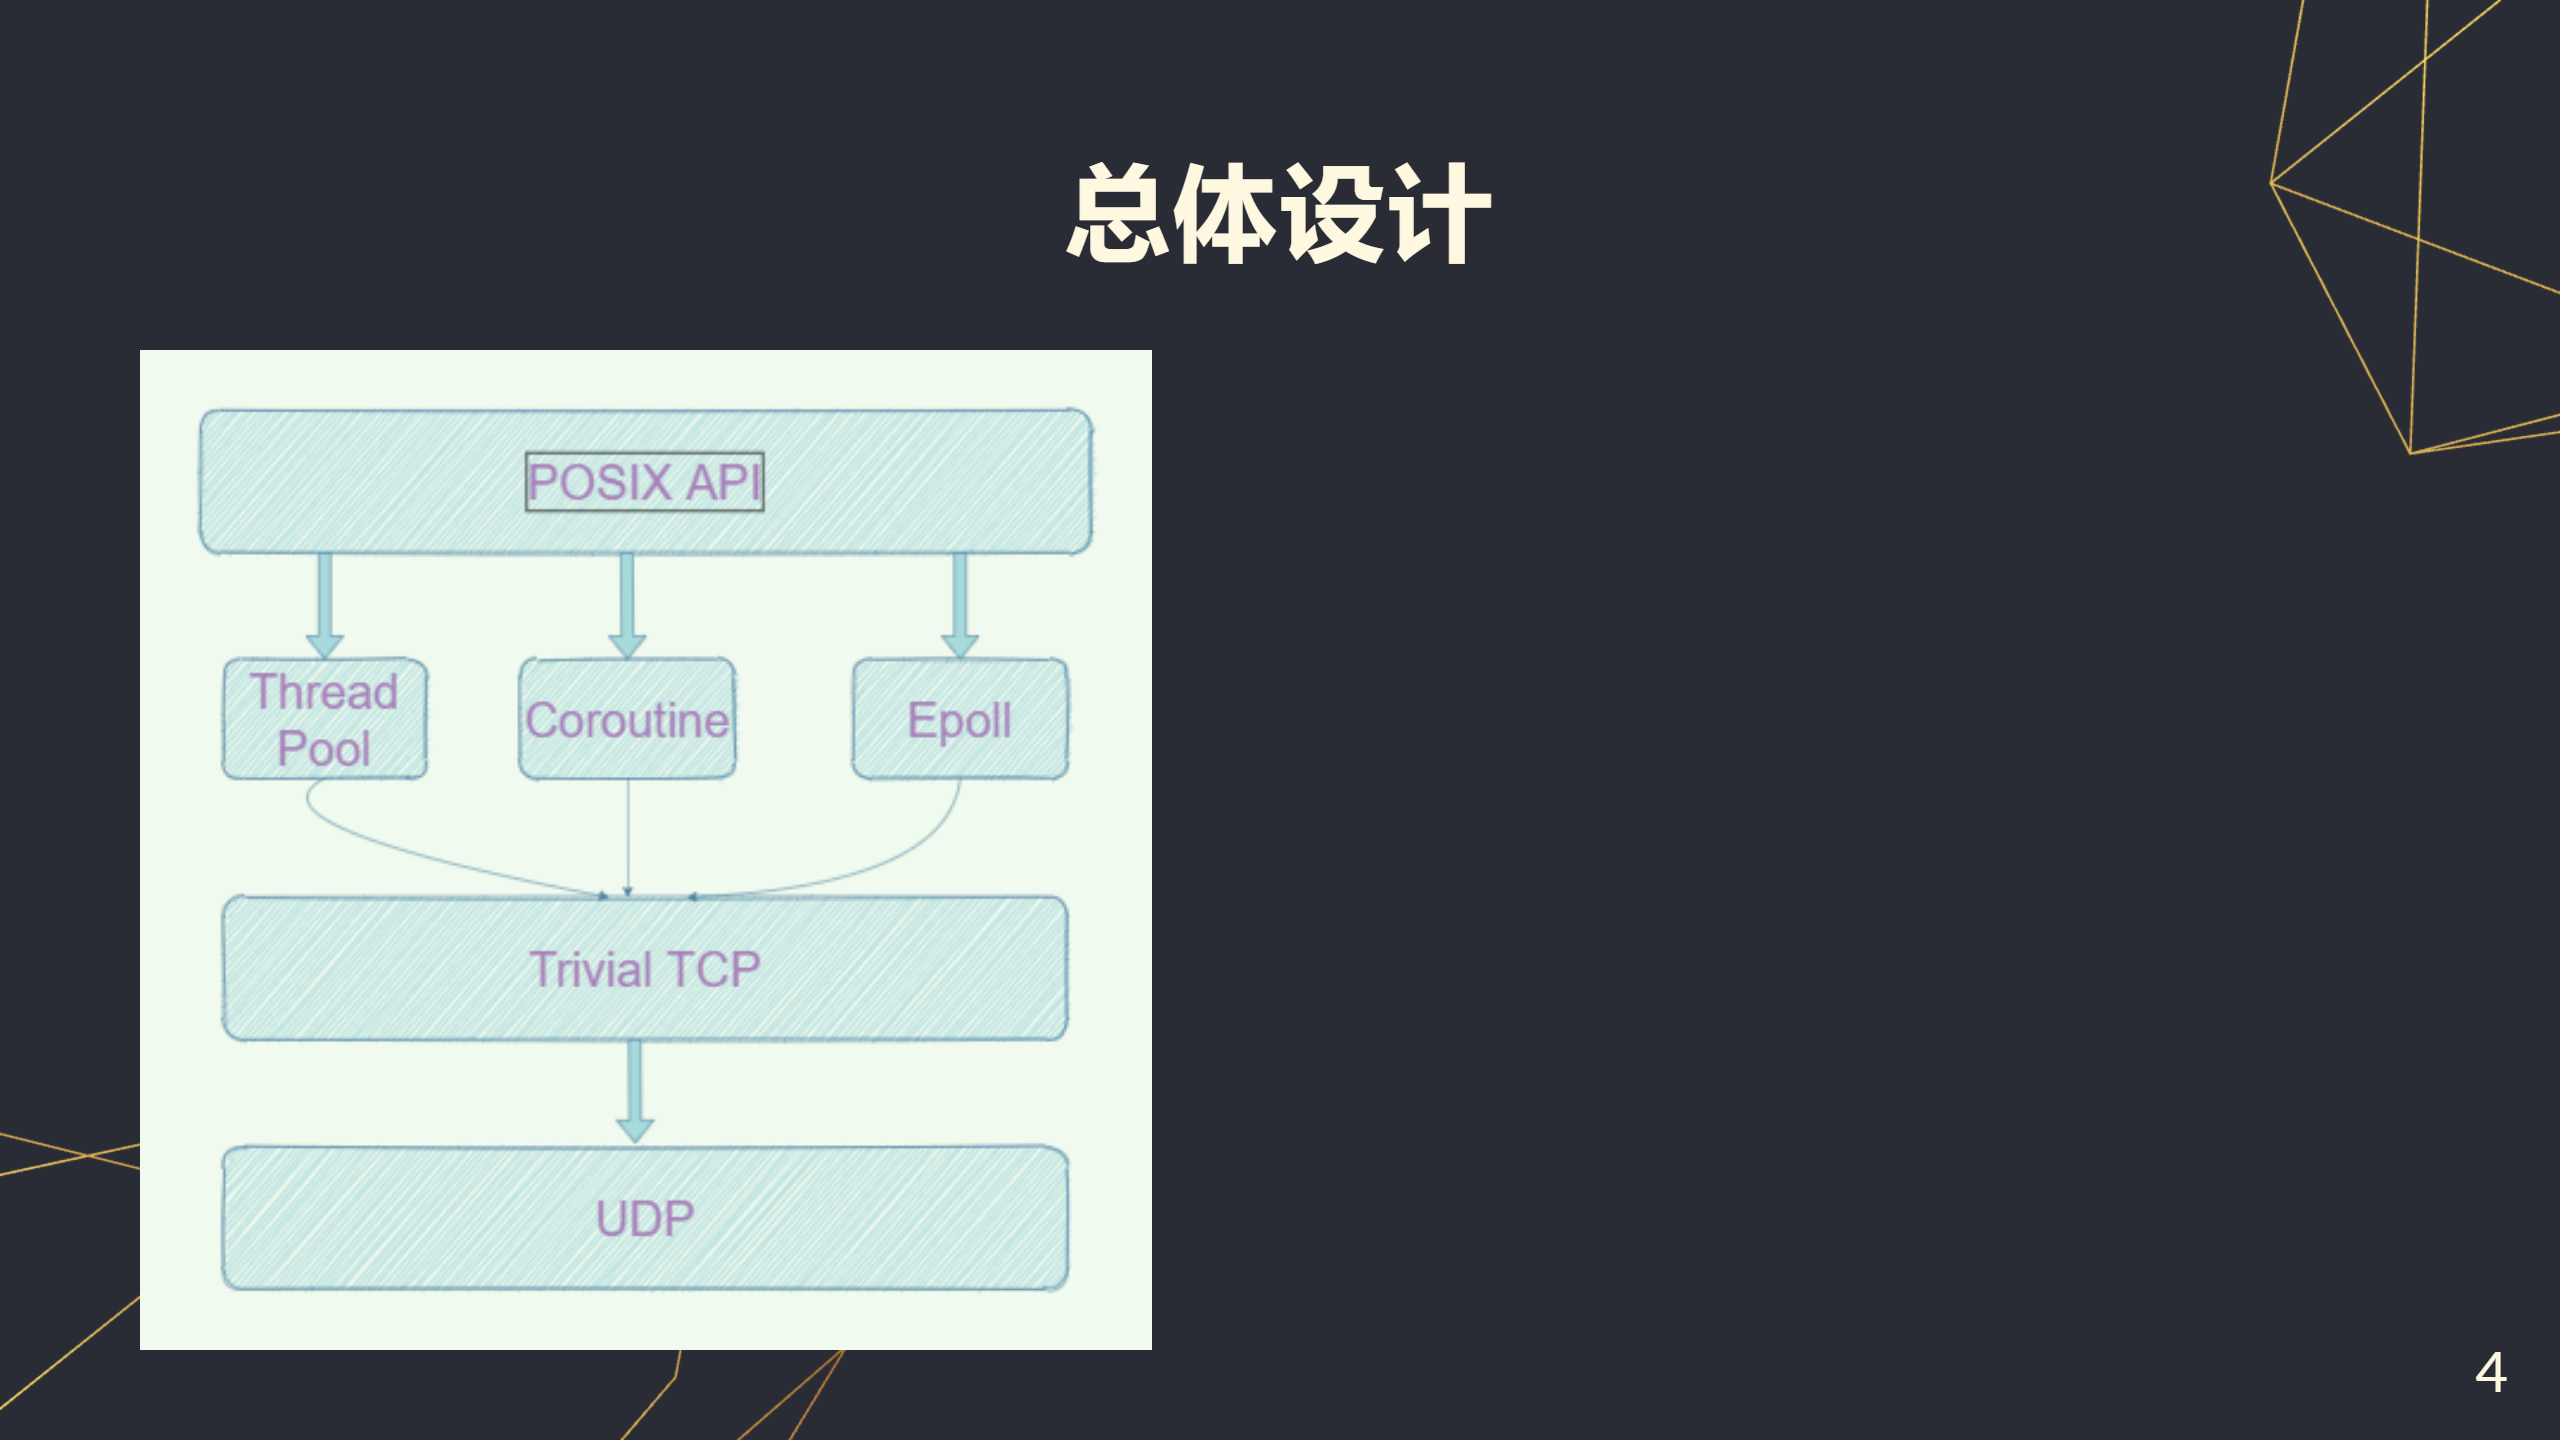 总体设计
POSIX API
Thread
Pool
Coroutine
Epoll
Trivial TCP
UDP
4